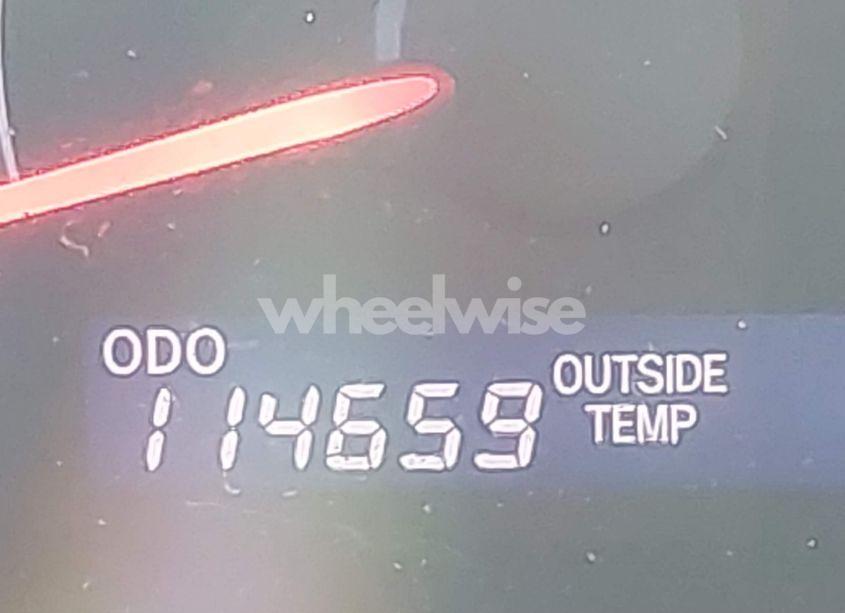 wheelwise
ODO
114659
OUTSIDE
TEMP